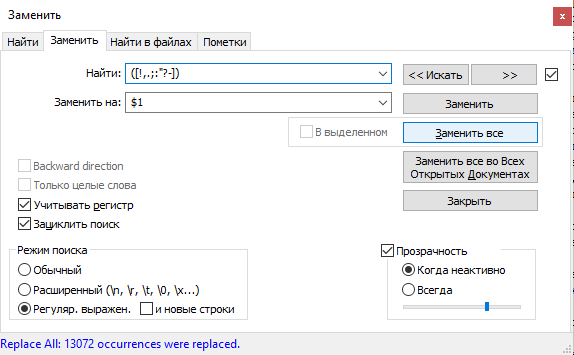 Заменить
Найти Заменить Найти в файлах Пометки
Найти: ([!,.;:"?-])
<< Искать >>
Заменить на: $1
Заменить
В выделенном
Заменить все
Backward direction
Заменить все во Всех Открытых Документах
Только целые слова
Учитывать регистр
Закрыть
Зациклить поиск
Режим поиска
Обычный
Расширенный (\n, \r, \t, \0, \x...)
Регуляр. выражен. и новые строки
Прозрачность
Когда неактивно
Всегда
Replace All: 13072 occurrences were replaced.